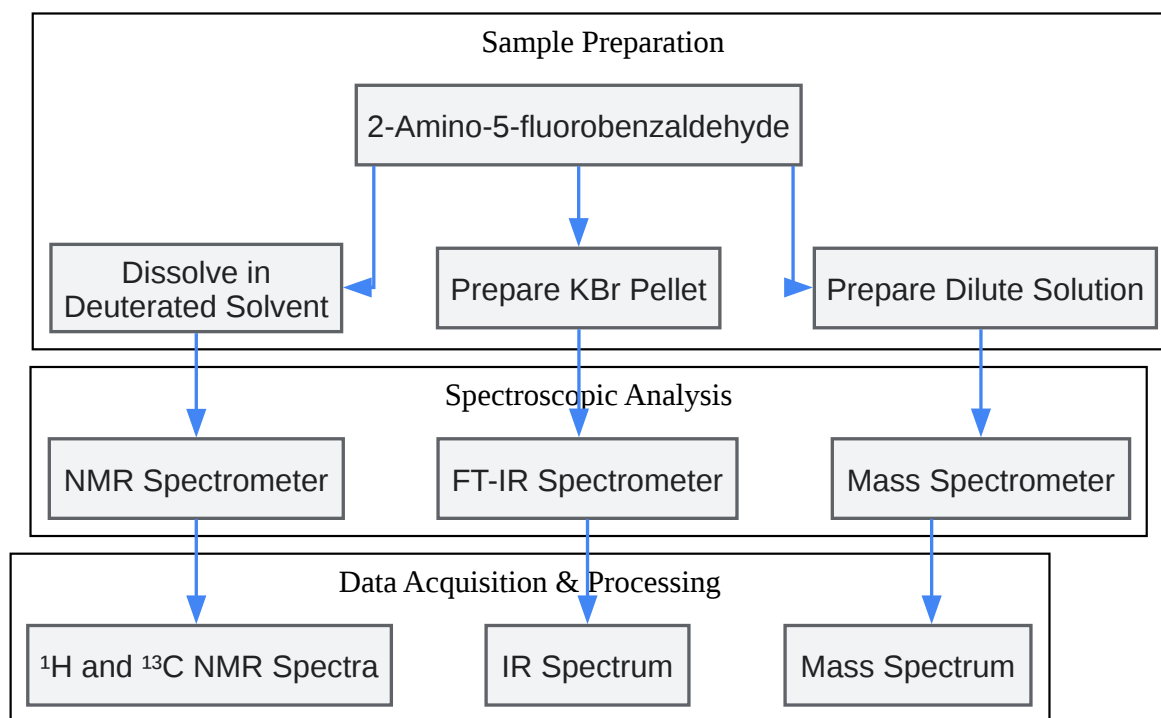 Sample Preparation
2-Amino-5-fluorobenzaldehyde
Dissolve in
Deuterated Solvent
Prepare KBr Pellet
Prepare Dilute Solution
Spectroscopic Analysis
NMR Spectrometer
FT-IR Spectrometer
Mass Spectrometer
Data Acquisition & Processing
¹H and ¹³C NMR Spectra
IR Spectrum
Mass Spectrum